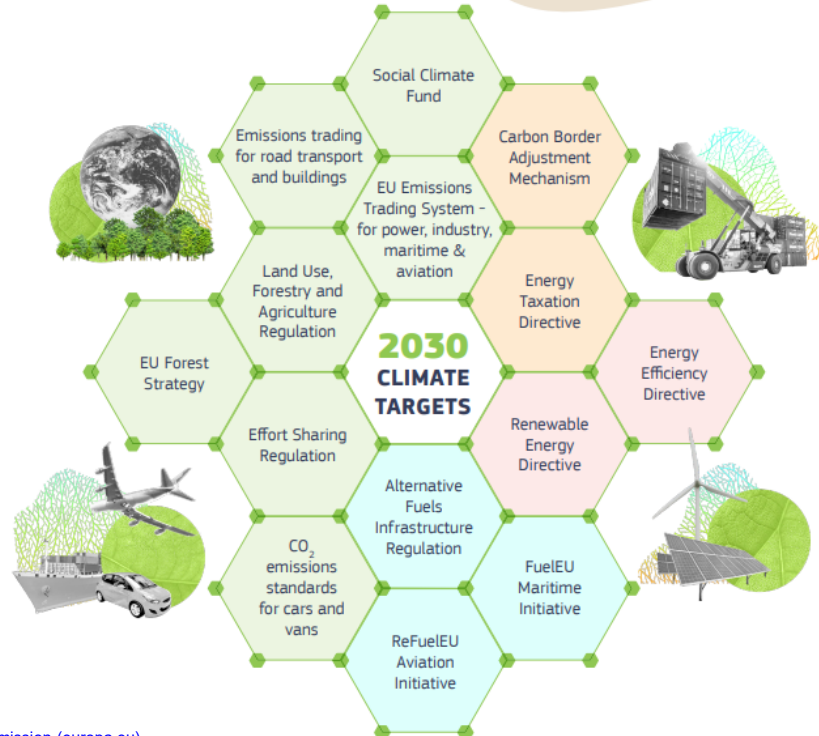 Social Climate
Fund
Emissions trading
for road transport
and buildings
Carbon Border
Adjustment
Mechanism
EU Emissions
Trading System –
for power, industry,
maritime &
aviation
Land Use,
Forestry and
Agriculture
Regulation
Energy
Taxation
Directive
EU Forest
Strategy
2030
CLIMATE
TARGETS
Energy
Efficiency
Directive
Effort Sharing
Regulation
Renewable
Energy
Directive
Alternative
Fuels
Infrastructure
Regulation
CO₂
emissions
standards
for cars and
vans
FuelEU
Maritime
Initiative
ReFuelEU
Aviation
Initiative